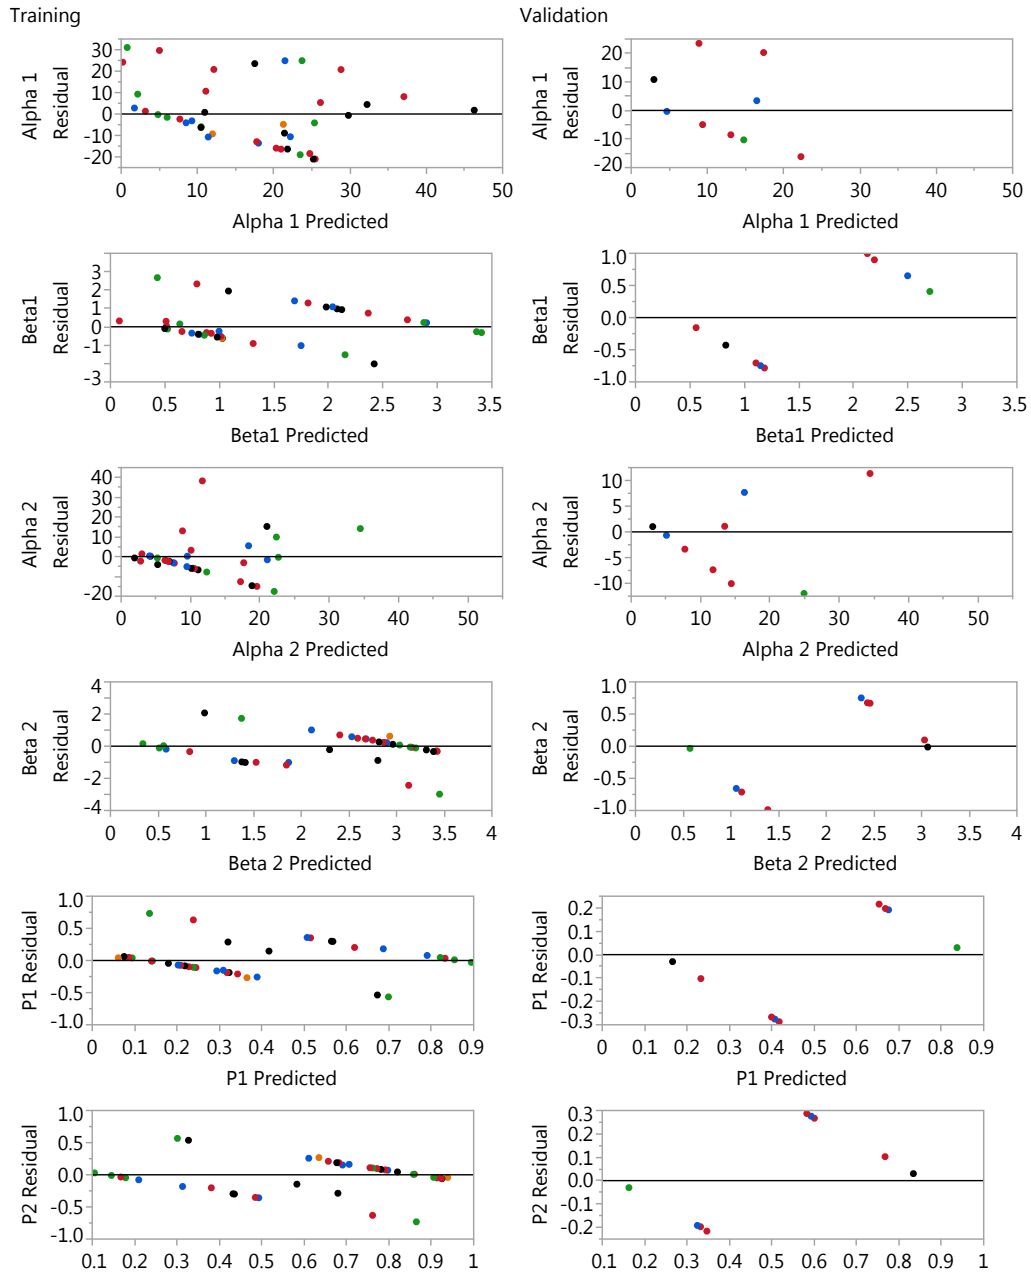 Training
Validation
Alpha 1
Residual
30
20
10
0
-10
-20
0 10 20 30 40 50
Alpha 1 Predicted
Alpha 1
Residual
20
10
0
-10
-20
0 10 20 30 40 50
Alpha 1 Predicted
Beta1
Residual
3
2
1
0
-1
-3
0 0.5 1 1.5 2 2.5 3 3.5
Beta1 Predicted
Beta1
Residual
1.0
0.5
0.0
-0.5
-1.0
0 0.5 1 1.5 2 2.5 3 3.5
Beta1 Predicted
Alpha 2
Residual
40
30
20
10
0
-20
0 10 20 30 40 50
Alpha 2 Predicted
Alpha 2
Residual
10
5
0
-5
-10
0 10 20 30 40 50
Alpha 2 Predicted
Beta 2
Residual
4
2
0
-2
-4
0 0.5 1 1.5 2 2.5 3 3.5 4
Beta 2 Predicted
Beta 2
Residual
1.0
0.5
0.0
-0.5
-1.0
0 0.5 1 1.5 2 2.5 3 3.5 4
Beta 2 Predicted
P1 Residual
1.0
0.5
0.0
-0.5
-1.0
0 0.1 0.2 0.3 0.4 0.5 0.6 0.7 0.8 0.9
P1 Predicted
P1 Residual
0.2
0.1
0.0
-0.1
-0.2
-0.3
0 0.1 0.2 0.3 0.4 0.5 0.6 0.7 0.8 0.9
P1 Predicted
P2 Residual
1.0
0.5
0.0
-0.5
-1.0
0.1 0.2 0.3 0.4 0.5 0.6 0.7 0.8 0.9 1
P2 Residual
0.3
0.2
0.1
0.0
-0.1
-0.2
0.1 0.2 0.3 0.4 0.5 0.6 0.7 0.8 0.9 1